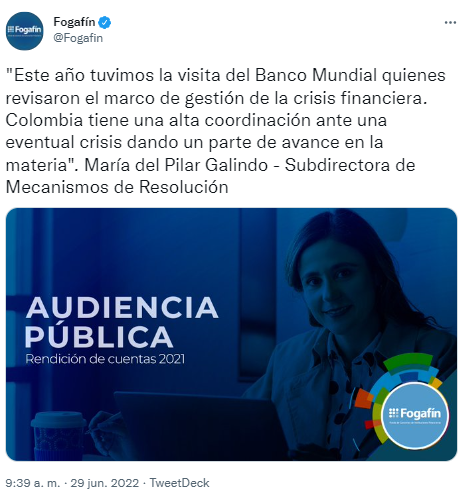 Fogafín
Fogafín
@Fogafin
"Este año tuvimos la visita del Banco Mundial quienes
revisaron el marco de gestión de la crisis financiera.
Colombia tiene una alta coordinación ante una
eventual crisis dando un parte de avance en la
materia". María del Pilar Galindo - Subdirectora de
Mecanismos de Resolución
AUDIENCIA
PÚBLICA
Rendición de cuentas 2021
Fogafín
9:39 a. m. · 29 jun. 2022 · TweetDeck